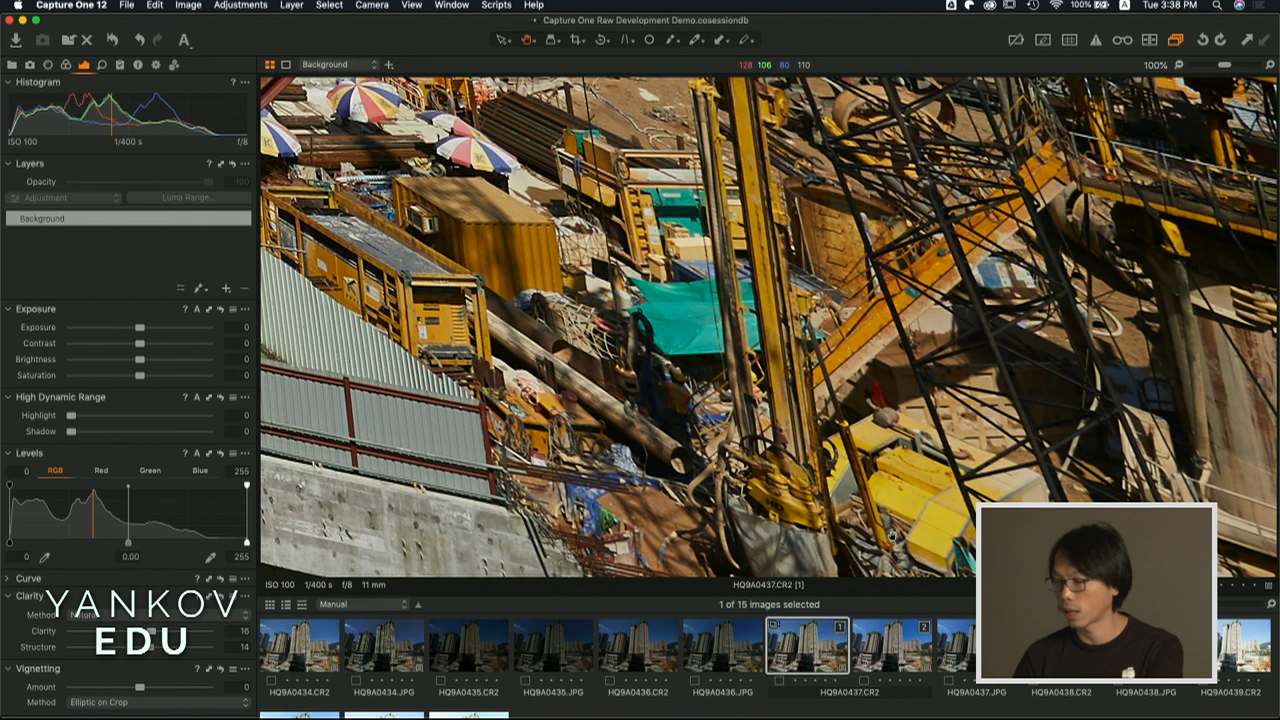 Capture One 12 File Edit Image Adjustments Layer Select Camera View Window Scripts Help 100% A Tue 3:38 PM
Capture One Raw Development Demo.cosessiondb
Background 128 106 80 110 100%
Histogram
ISO 100 1/400 s f/8
Layers
Opacity 100
Adjustment Luma Range...
Background
Exposure
Exposure 0
Contrast 0
Brightness 0
Saturation 0
High Dynamic Range
Highlight 0
Shadow 0
Levels
0 RGB Red Green Blue 255
0 0.00 255
Curve
Clarity
Method Natural
Clarity 16
Structure 14
YANKOV
EDU
Vignetting
Amount 0
Method Elliptic on Crop
ISO 100 1/400 s f/8 11 mm HQ9A0437.CR2 [1]
Manual 1 of 15 images selected
1 2
HQ9A0434.CR2 HQ9A0434.JPG HQ9A0435.CR2 HQ9A0435.JPG HQ9A0436.CR2 HQ9A0436.JPG HQ9A0437.CR2 HQ9A0437.JPG HQ9A0438.CR2 HQ9A0438.JPG HQ9A0439.CR2